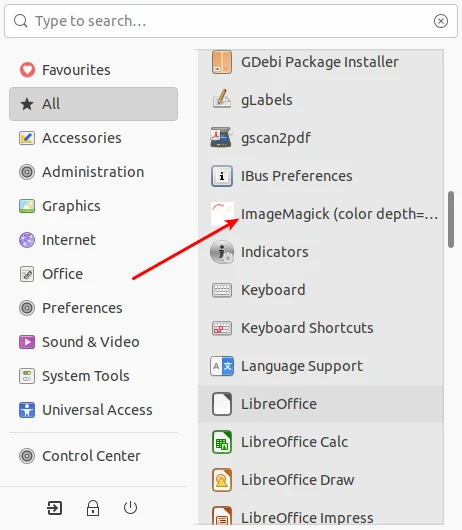 Type to search...
Favourites
All
Accessories
Administration
Graphics
Internet
Office
Preferences
Sound & Video
System Tools
Universal Access
Control Center
GDebi Package Installer
gLabels
gscan2pdf
IBus Preferences
ImageMagick (color depth=...
Indicators
Keyboard
Keyboard Shortcuts
Language Support
LibreOffice
LibreOffice Calc
LibreOffice Draw
LibreOffice Impress